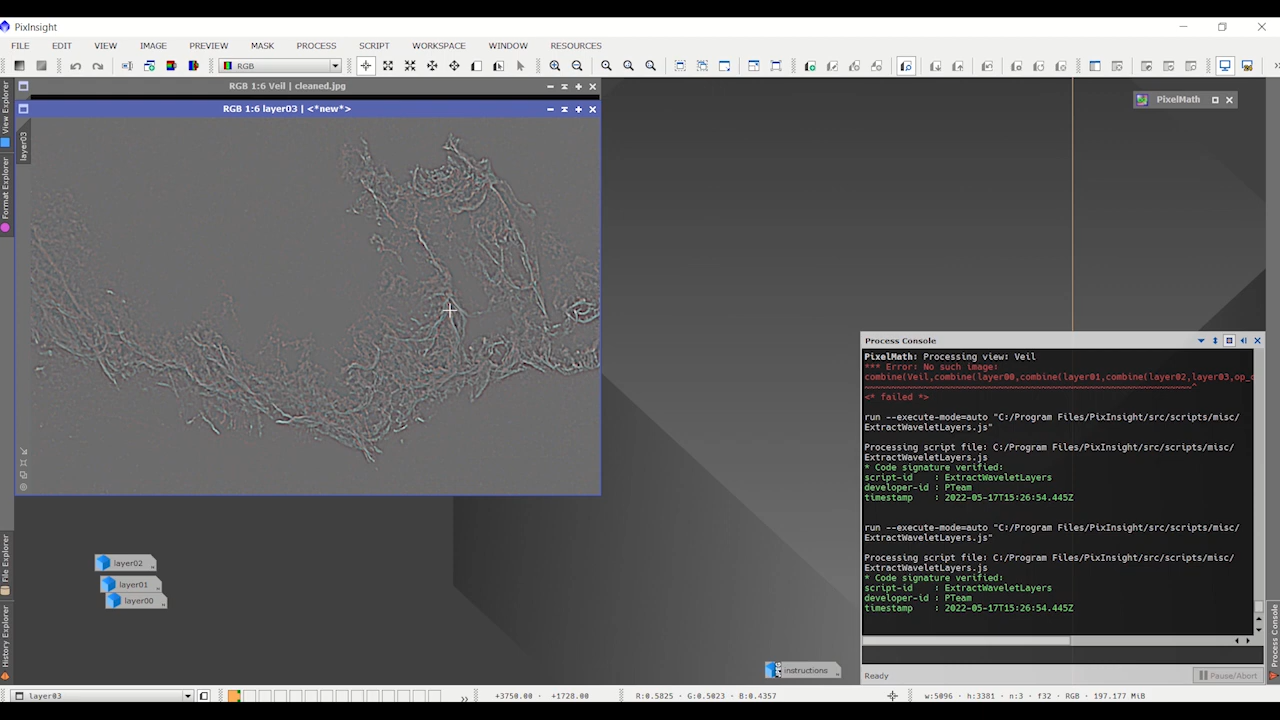 PixInsight
FILE EDIT VIEW IMAGE PREVIEW MASK PROCESS SCRIPT WORKSPACE WINDOW RESOURCES
RGB
View Explorer
Format Explorer
File Explorer
History Explorer
RGB 1:6 Veil | cleaned.jpg
RGB 1:6 layer03 | <*new*>
layer03
PixelMath
layer02
layer01
layer00
instructions
Process Console
PixelMath: Processing view: Veil
*** Error: No such image:
combine(Veil,combine(layer00,combine(layer01,combine(layer02,layer03,op_
<* failed *>
run --execute-mode=auto "C:/Program Files/PixInsight/src/scripts/misc/
ExtractWaveletLayers.js"
Processing script file: C:/Program Files/PixInsight/src/scripts/misc/
ExtractWaveletLayers.js
* Code signature verified:
script-id : ExtractWaveletLayers
developer-id : PTeam
timestamp : 2022-05-17T15:26:54.445Z
run --execute-mode=auto "C:/Program Files/PixInsight/src/scripts/misc/
ExtractWaveletLayers.js"
Processing script file: C:/Program Files/PixInsight/src/scripts/misc/
ExtractWaveletLayers.js
* Code signature verified:
script-id : ExtractWaveletLayers
developer-id : PTeam
timestamp : 2022-05-17T15:26:54.445Z
Ready
Pause/Abort
Process Console
layer03
+3750.00 · +1728.00
R:0.5825 · G:0.5023 · B:0.4357
w:5096 · h:3381 · n:3 · f32 · RGB · 197.177 MiB